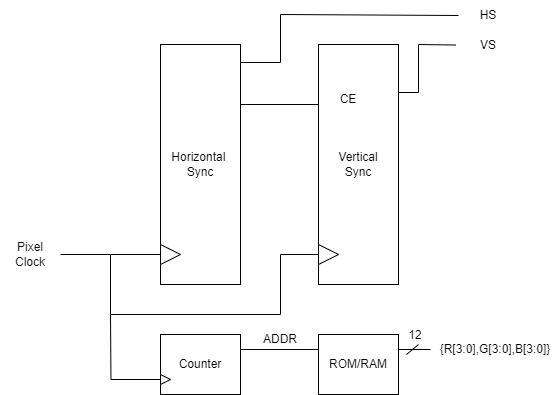 HS
VS
CE
Horizontal
Sync
Vertical
Sync
Pixel
Clock
ADDR
12
Counter
ROM/RAM
{R[3:0],G[3:0],B[3:0]}